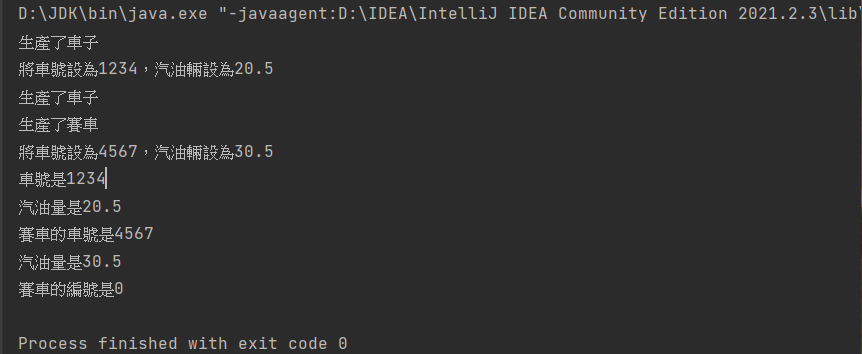 D:\JDK\bin\java.exe "-javaagent:D:\IDEA\IntelliJ IDEA Community Edition 2021.2.3\lib\
生產了車子
將車號設為1234，汽油輛設為20.5
生產了車子
生產了賽車
將車號設為4567，汽油輛設為30.5
車號是1234
汽油量是20.5
賽車的車號是4567
汽油量是30.5
賽車的編號是0
Process finished with exit code 0